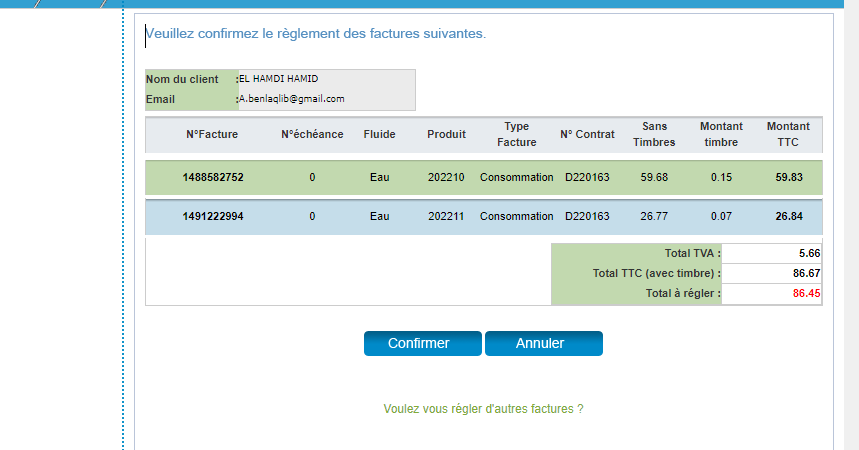 Veuillez confirmez le règlement des factures suivantes.
Nom du client :EL HAMDI HAMID
Email :A.benlaqlib@gmail.com
N°Facture N°échéance Fluide Produit Type Facture N° Contrat Sans Timbres Montant timbre Montant TTC
1488582752 0 Eau 202210 Consommation D220163 59.68 0.15 59.83
1491222994 0 Eau 202211 Consommation D220163 26.77 0.07 26.84
Total TVA : 5.66
Total TTC (avec timbre) : 86.67
Total à régler : 86.45
Confirmer Annuler
Voulez vous régler d'autres factures ?